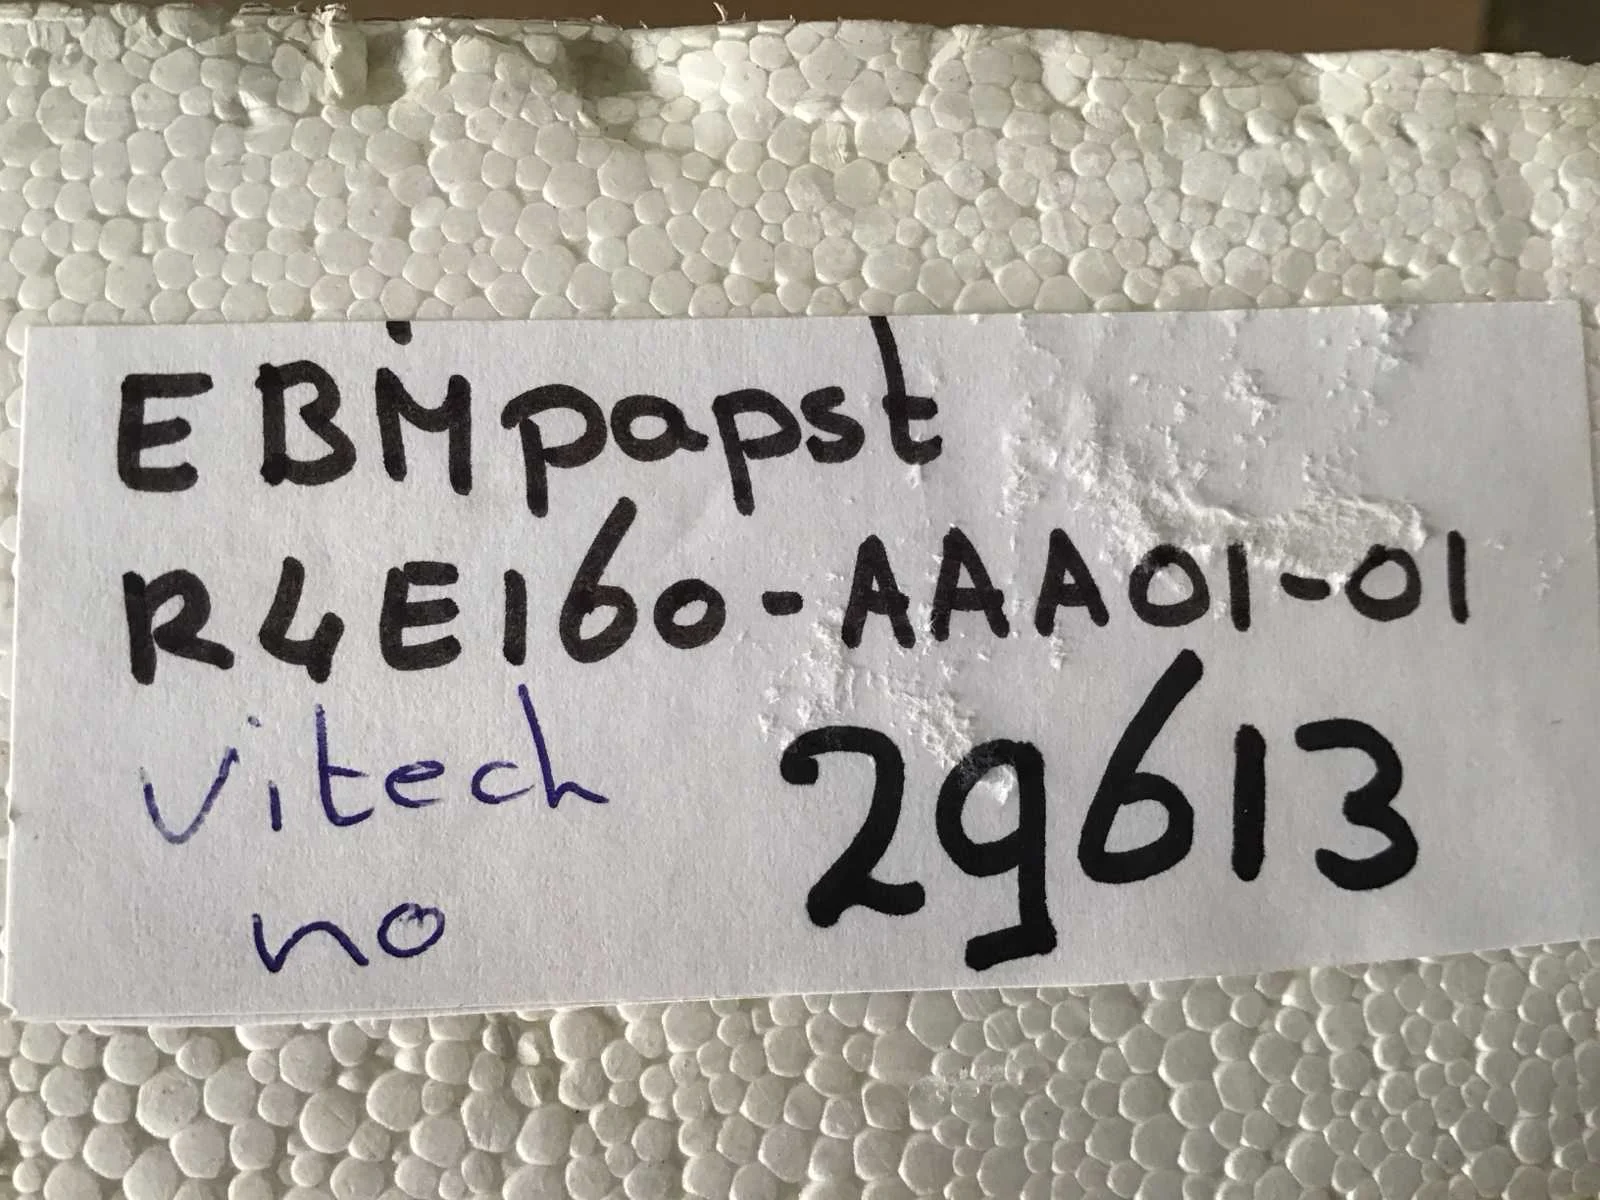 EBMpapst
R4E160-AAA01-01
Vitech
29613
no